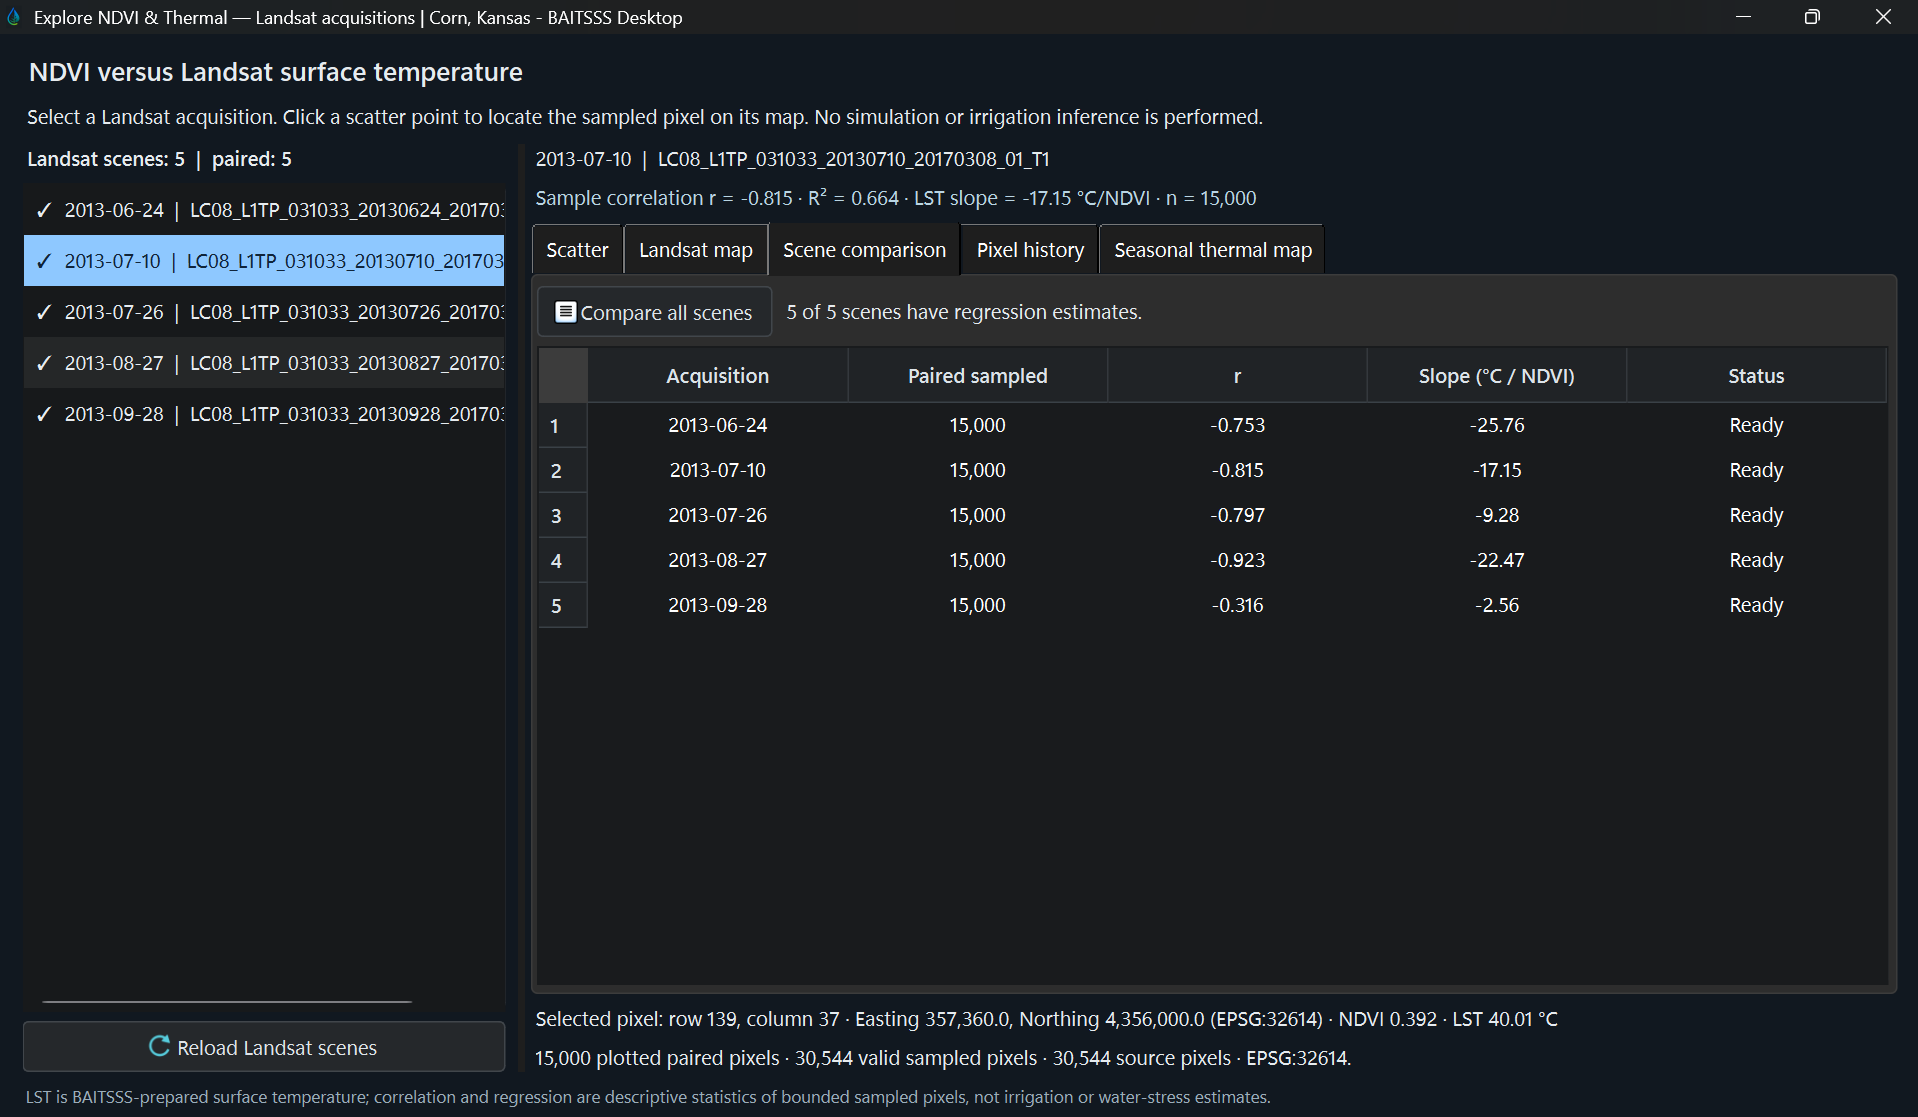 Explore NDVI & Thermal — Landsat acquisitions | Corn, Kansas - BAITSSS Desktop
NDVI versus Landsat surface temperature
Select a Landsat acquisition. Click a scatter point to locate the sampled pixel on its map. No simulation or irrigation inference is performed.
Landsat scenes: 5 | paired: 5
✓ 2013-06-24 | LC08_L1TP_031033_20130624_20170
✓ 2013-07-10 | LC08_L1TP_031033_20130710_201703
✓ 2013-07-26 | LC08_L1TP_031033_20130726_20170
✓ 2013-08-27 | LC08_L1TP_031033_20130827_20170
✓ 2013-09-28 | LC08_L1TP_031033_20130928_20170
Reload Landsat scenes
2013-07-10 | LC08_L1TP_031033_20130710_20170308_01_T1
Sample correlation r = -0.815 · R² = 0.664 · LST slope = -17.15 °C/NDVI · n = 15,000
Scatter Landsat map Scene comparison Pixel history Seasonal thermal map
Compare all scenes 5 of 5 scenes have regression estimates.
Acquisition Paired sampled r Slope (°C / NDVI) Status
1 2013-06-24 15,000 -0.753 -25.76 Ready
2 2013-07-10 15,000 -0.815 -17.15 Ready
3 2013-07-26 15,000 -0.797 -9.28 Ready
4 2013-08-27 15,000 -0.923 -22.47 Ready
5 2013-09-28 15,000 -0.316 -2.56 Ready
Selected pixel: row 139, column 37 · Easting 357,360.0, Northing 4,356,000.0 (EPSG:32614) · NDVI 0.392 · LST 40.01 °C
15,000 plotted paired pixels · 30,544 valid sampled pixels · 30,544 source pixels · EPSG:32614.
LST is BAITSSS-prepared surface temperature; correlation and regression are descriptive statistics of bounded sampled pixels, not irrigation or water-stress estimates.